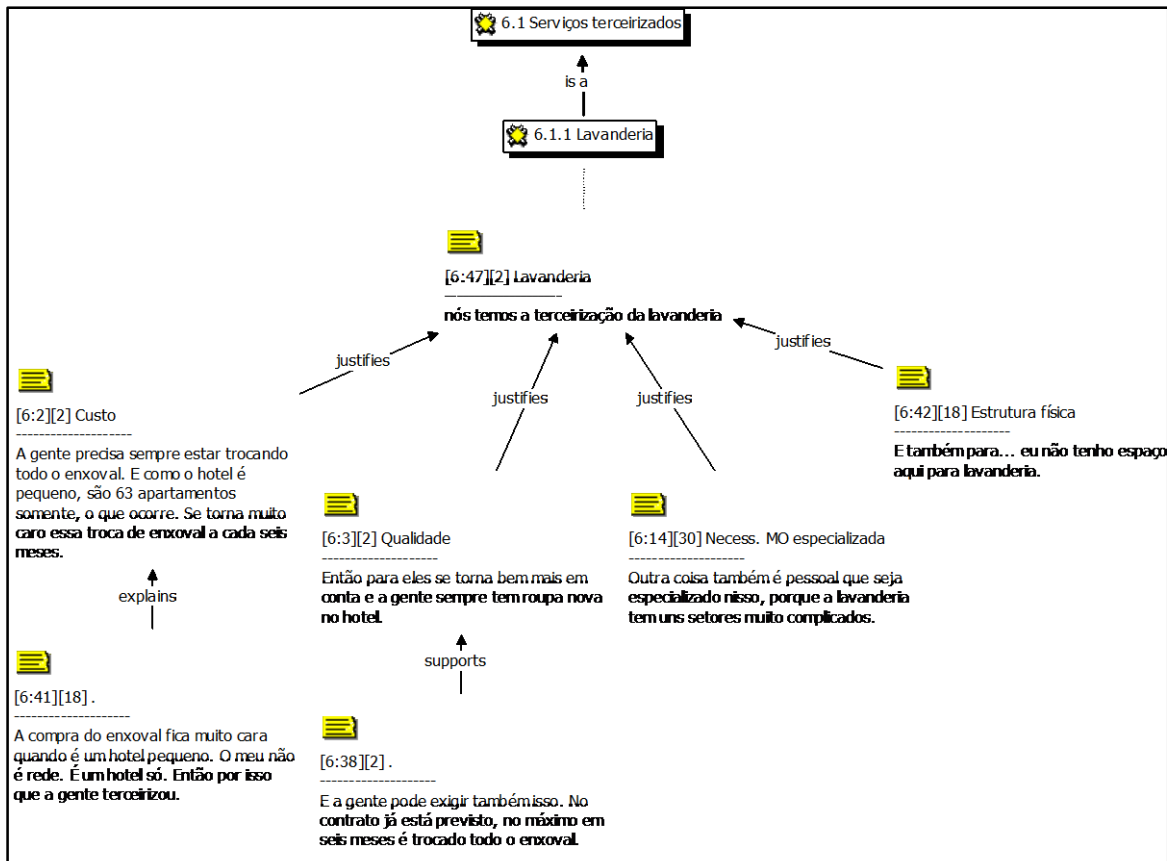 6.1 Serviços terceirizados
is a
6.1.1 Lavanderia
[6:47][2] Lavanderia
--------------------
nós temos a terceirização da lavanderia
justifies
justifies
justifies
justifies
[6:2][2] Custo
--------------------
A gente precisa sempre estar trocando
todo o enxoval. E como o hotel é
pequeno, são 63 apartamentos
somente, o que ocorre. Se torna muito
caro essa troca de enxoval a cada seis
meses.
explains
[6:41][18] .
--------------------
A compra do enxoval fica muito cara
quando é um hotel pequeno. O meu não
é rede. É um hotel só. Então por isso
que a gente terceirizou.
[6:3][2] Qualidade
--------------------
Então para eles se torna bem mais em
conta e a gente sempre tem roupa nova
no hotel.
supports
[6:38][2] .
--------------------
E a gente pode exigir também isso. No
contrato já está previsto, no máximo em
seis meses é trocado todo o enxoval.
[6:14][30] Necess. MO especializada
--------------------
Outra coisa também é pessoal que seja
especializado nisso, porque a lavanderia
tem uns setores muito complicados.
[6:42][18] Estrutura física
--------------------
E também para... eu não tenho espaço
aqui para lavanderia.